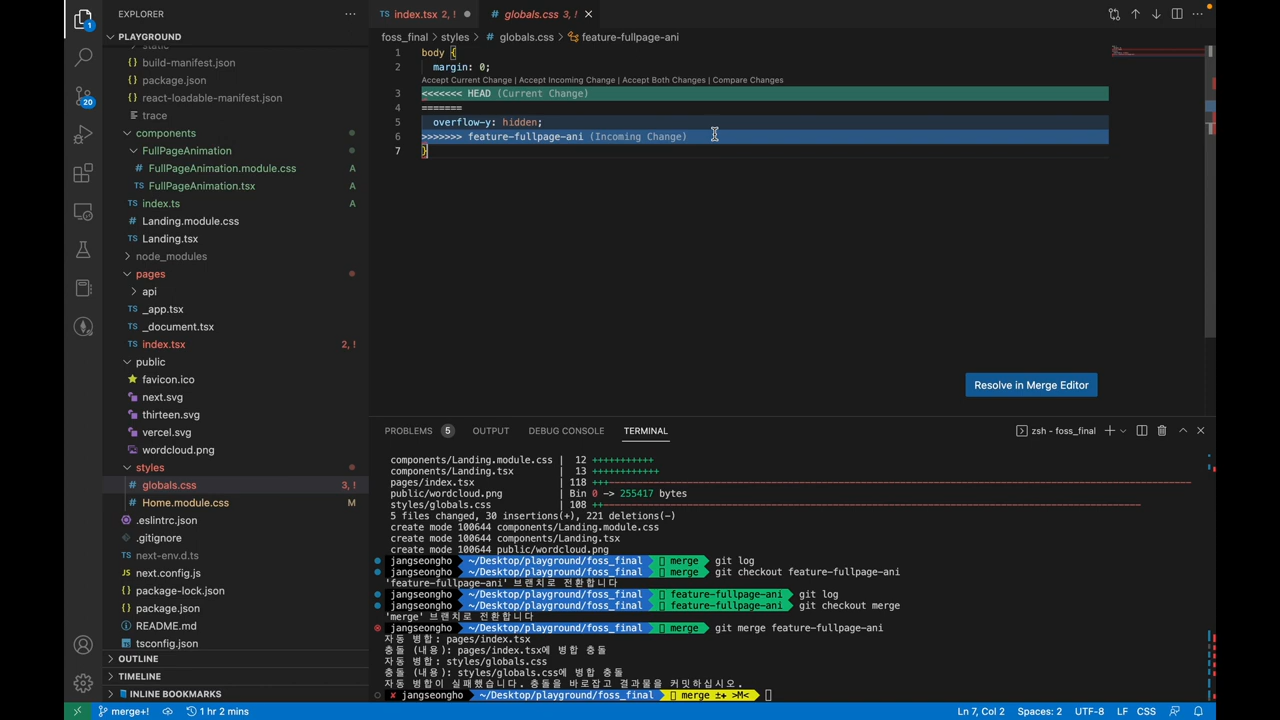 EXPLORER
PLAYGROUND
static
build-manifest.json
package.json
react-loadable-manifest.json
trace
components
FullPageAnimation
FullPageAnimation.module.css A
FullPageAnimation.tsx A
index.ts A
Landing.module.css
Landing.tsx
node_modules
pages
api
_app.tsx
_document.tsx
index.tsx 2, !
public
favicon.ico
next.svg
thirteen.svg
vercel.svg
wordcloud.png
styles
globals.css 3, !
Home.module.css M
.eslintrc.json
.gitignore
next-env.d.ts
next.config.js
package-lock.json
package.json
README.md
tsconfig.json
OUTLINE
TIMELINE
INLINE BOOKMARKS
1
20
index.tsx 2, !
globals.css 3, !
foss_final > styles > # globals.css > feature-fullpage-ani
1 body {
2 margin: 0;
Accept Current Change | Accept Incoming Change | Accept Both Changes | Compare Changes
3 <<<<<<< HEAD (Current Change)
4 =======
5 overflow-y: hidden;
6 >>>>>>> feature-fullpage-ani (Incoming Change)
7 }
Resolve in Merge Editor
PROBLEMS 5 OUTPUT DEBUG CONSOLE TERMINAL
zsh - foss_final
components/Landing.module.css | 12 +++++++++++
components/Landing.tsx | 13 ++++++++++++
pages/index.tsx | 118
public/wordcloud.png | Bin 0 -> 255417 bytes
styles/globals.css | 108
5 files changed, 30 insertions(+), 221 deletions(-)
create mode 100644 components/Landing.module.css
create mode 100644 components/Landing.tsx
create mode 100644 public/wordcloud.png
jangseongho ~/Desktop/playground/foss_final merge git log
jangseongho ~/Desktop/playground/foss_final merge git checkout feature-fullpage-ani
'feature-fullpage-ani' 브랜치로 전환합니다
jangseongho ~/Desktop/playground/foss_final feature-fullpage-ani git log
jangseongho ~/Desktop/playground/foss_final feature-fullpage-ani git checkout merge
'merge' 브랜치로 전환합니다
jangseongho ~/Desktop/playground/foss_final merge git merge feature-fullpage-ani
자동 병합: pages/index.tsx
충돌 (내용): pages/index.tsx에 병합 충돌
자동 병합: styles/globals.css
충돌 (내용): styles/globals.css에 병합 충돌
자동 병합이 실패했습니다. 충돌을 바로잡고 결과물을 커밋하십시오.
✘ jangseongho ~/Desktop/playground/foss_final merge ±+ >M<
merge+! 1 hr 2 mins Ln 7, Col 2 Spaces: 2 UTF-8 LF CSS